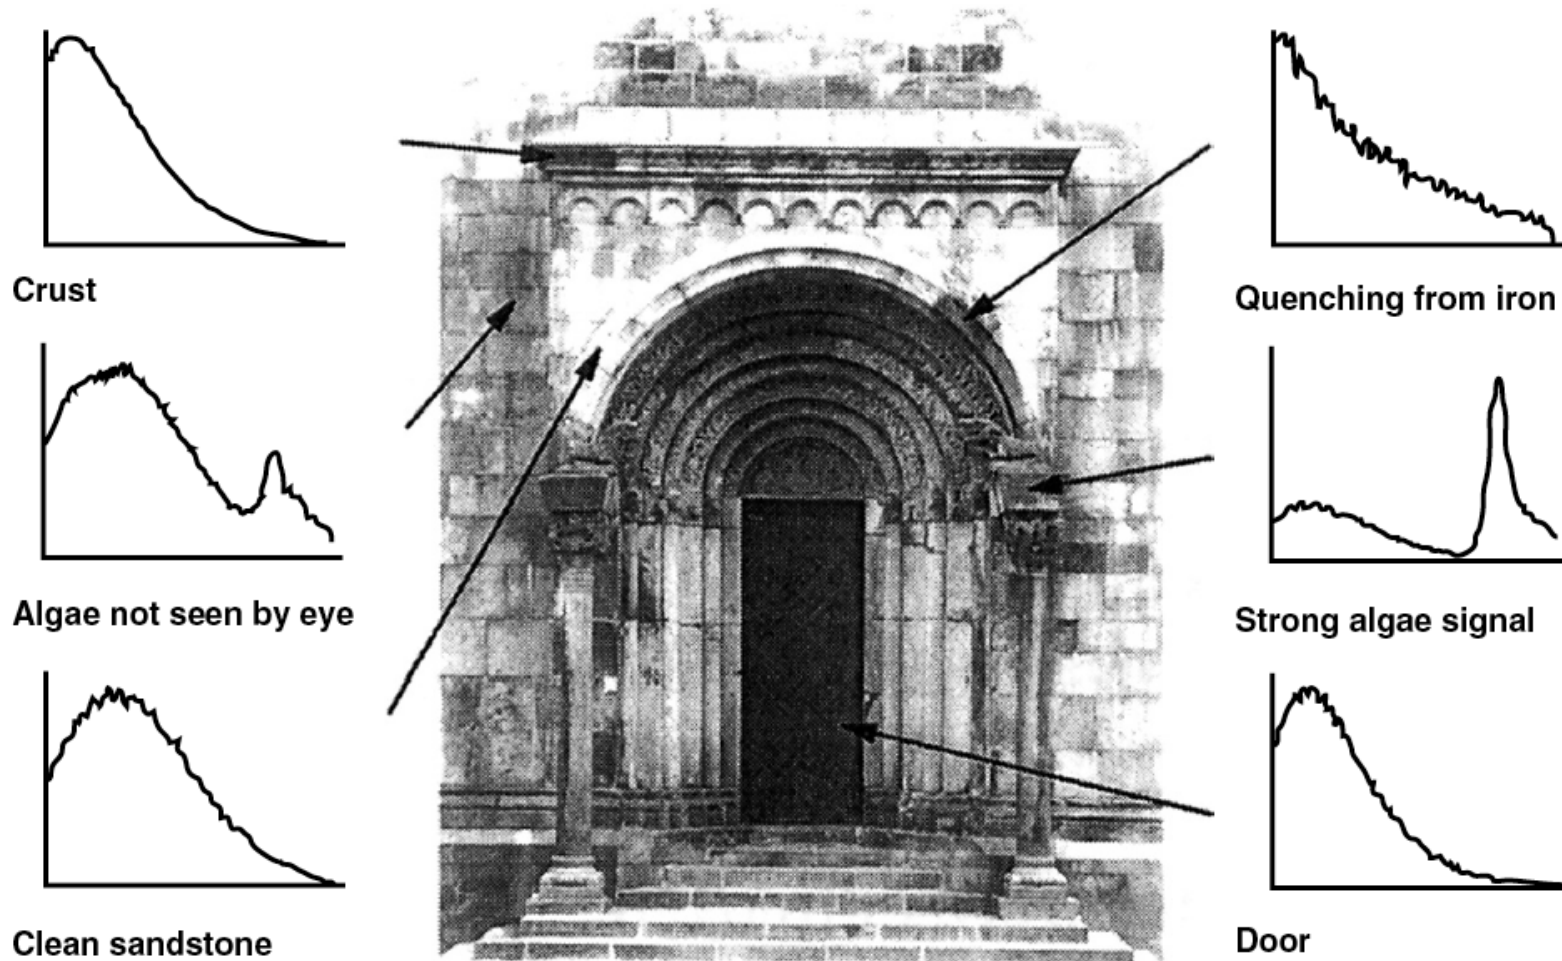 Crust
Quenching from iron
Algae not seen by eye
Strong algae signal
Clean sandstone
Door